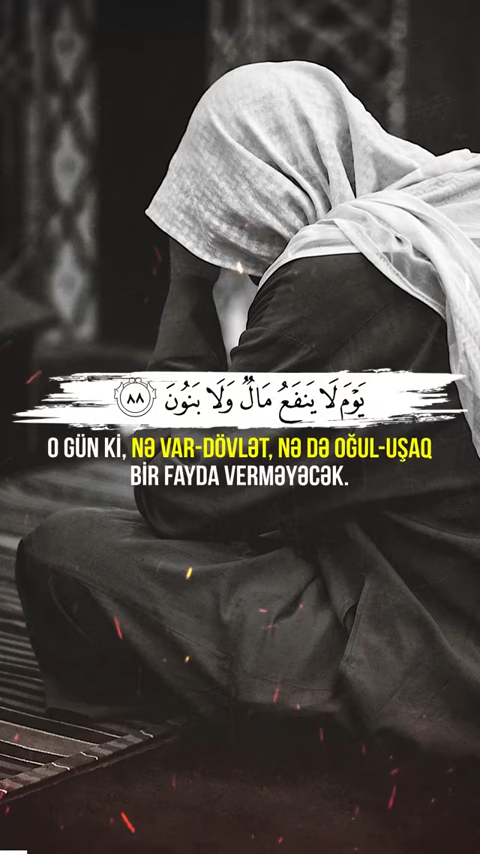 يَوْمَ لَا يَنفَعُ مَالٌ وَلَا بَنُونَ ٨٨
O GÜN Kİ, NƏ VAR-DÖVLƏT, NƏ DƏ OĞUL-UŞAQ
BİR FAYDA VERMƏYƏCƏK.